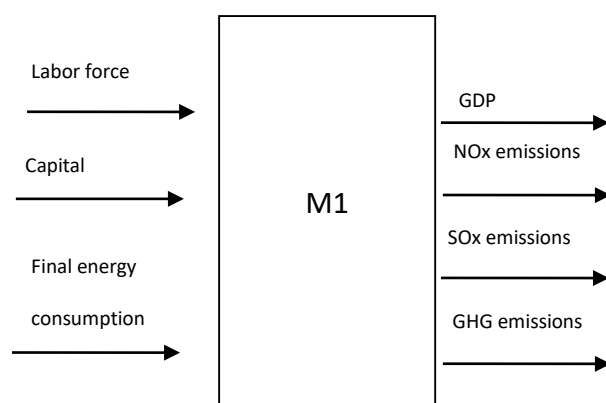 Labor force
Capital
Final energy
consumption
M1
GDP
NOx emissions
SOx emissions
GHG emissions